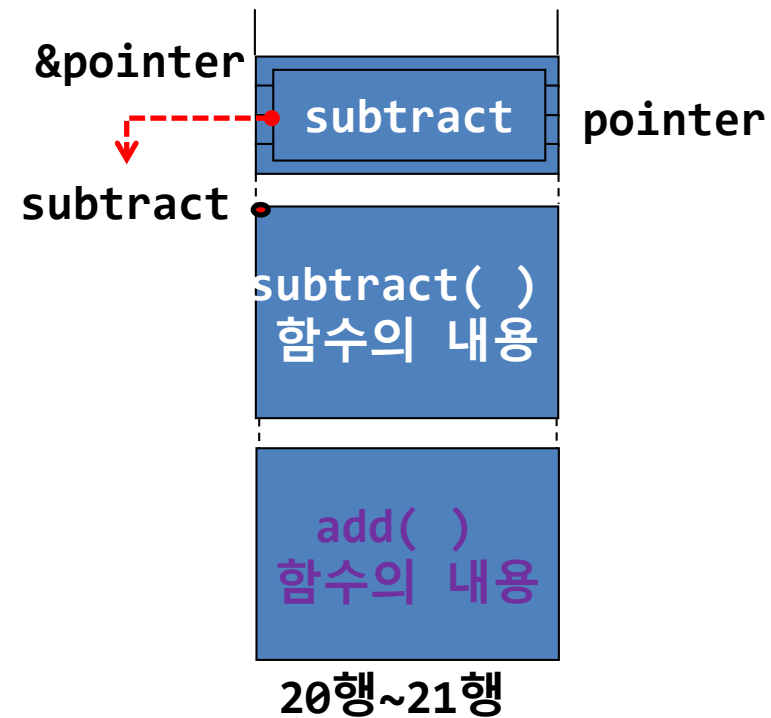 &pointer
subtract
pointer
subtract
subtract( )
함수의 내용
add( )
함수의 내용
20행~21행